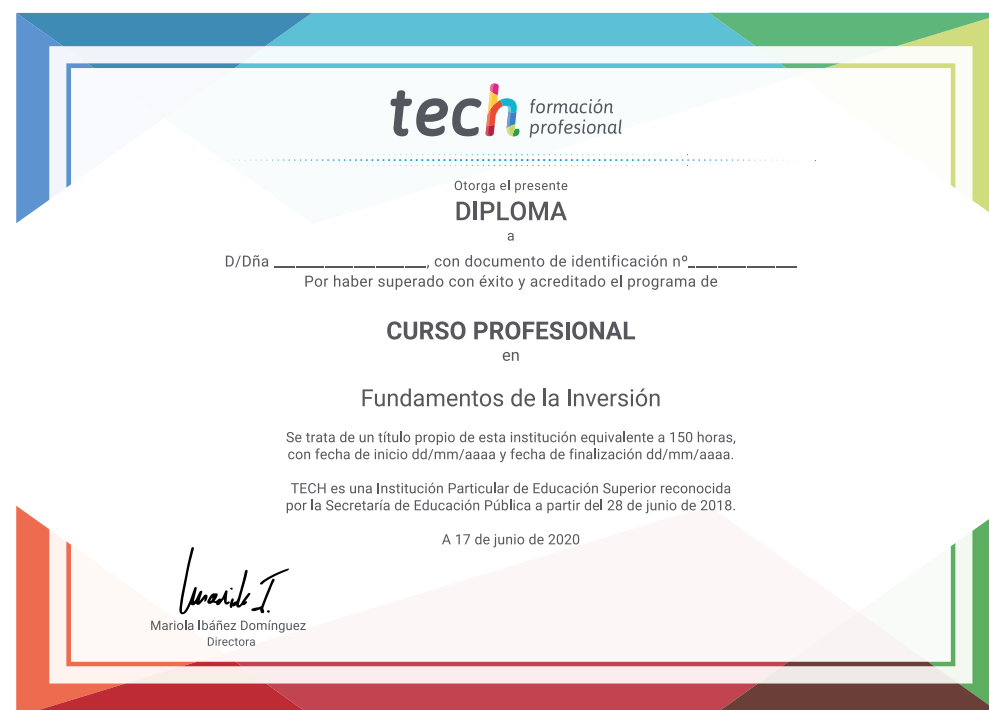 tech formación
profesional
Otorga el presente
DIPLOMA
a
D/Dña ______________, con documento de identificación nº__________
Por haber superado con éxito y acreditado el programa de
CURSO PROFESIONAL
en
Fundamentos de la Inversión
Se trata de un título propio de esta institución equivalente a 150 horas,
con fecha de inicio dd/mm/aaaa y fecha de finalización dd/mm/aaaa.
TECH es una Institución Particular de Educación Superior reconocida
por la Secretaría de Educación Pública a partir del 28 de junio de 2018.
A 17 de junio de 2020
Mariola Ibáñez Domínguez
Directora